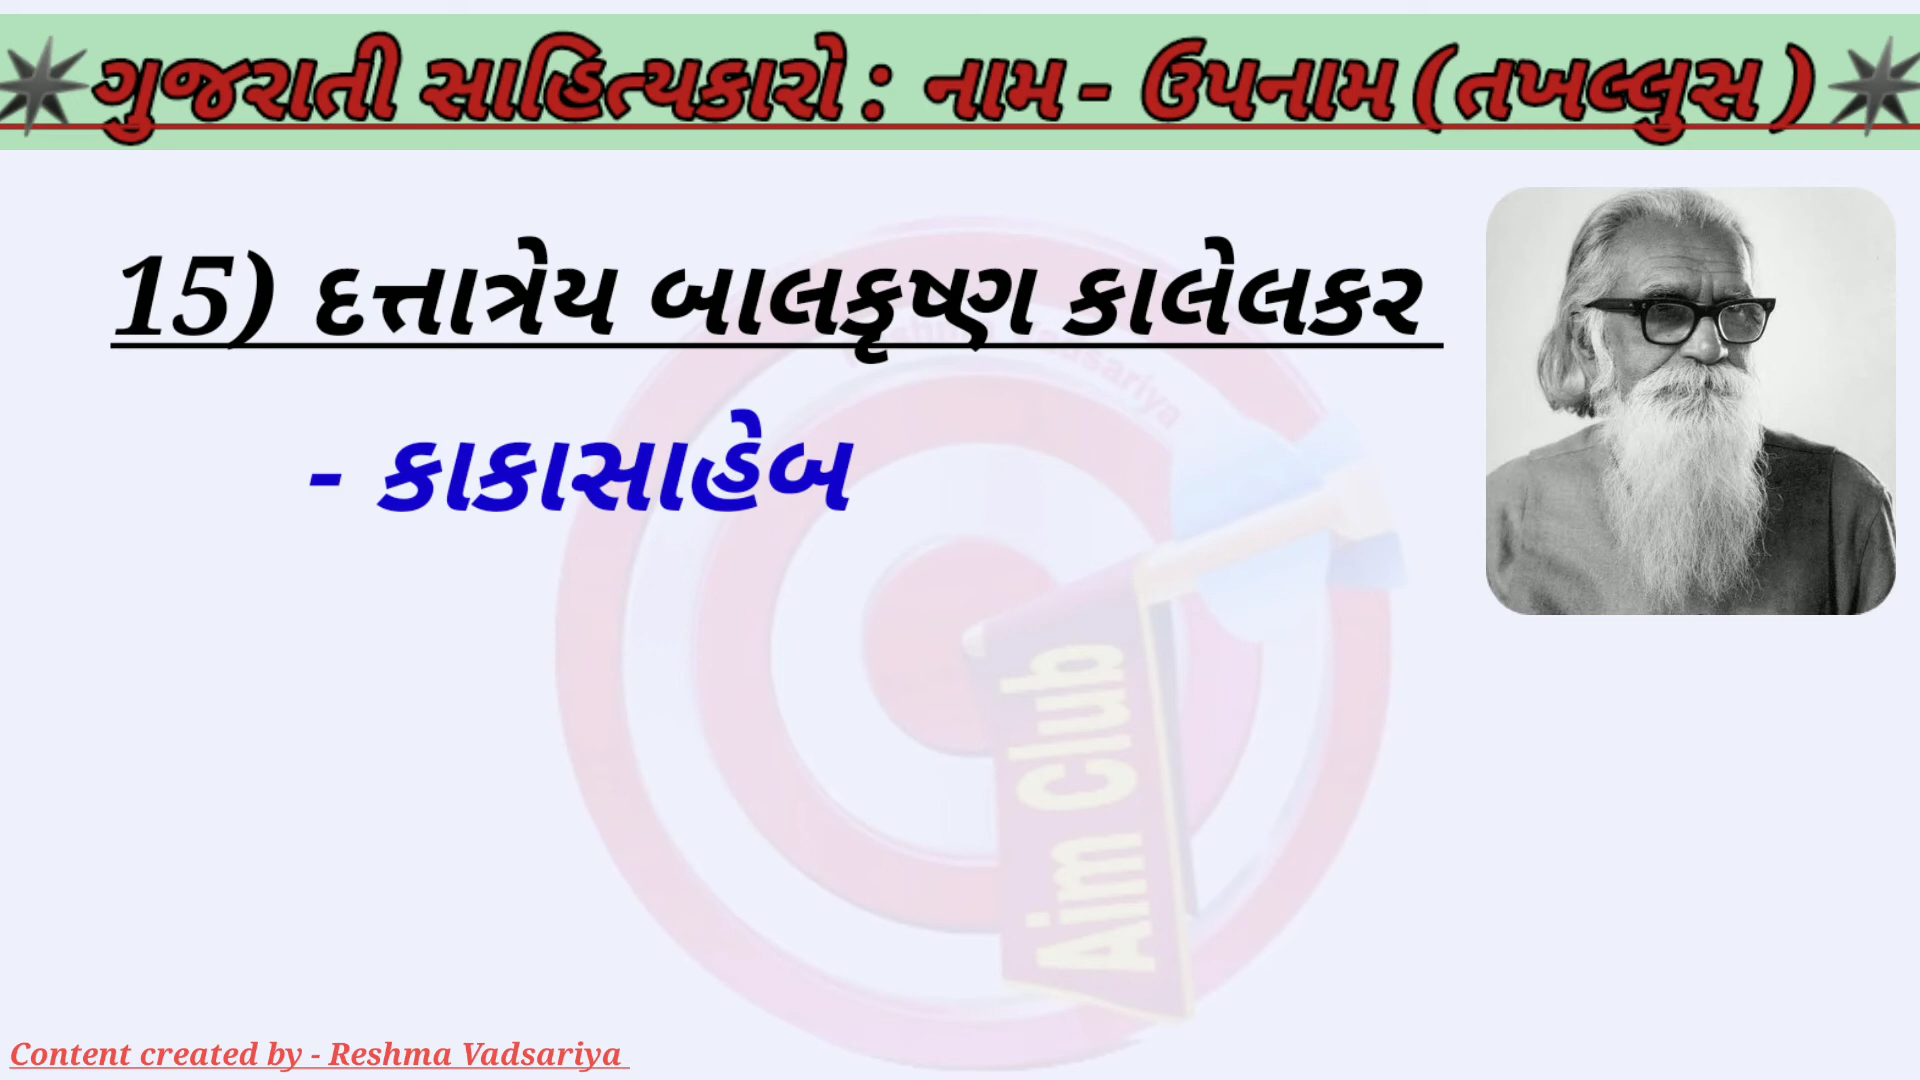 ગુજરાતી સાહિત્યકારો : નામ - ઉપનામ ( તખલ્લુસ )
15) દત્તાત્રેય બાલકૃષ્ણ કાલેલકર
- કાકાસાહેબ
Aim Club
Content created by - Reshma Vadsariya